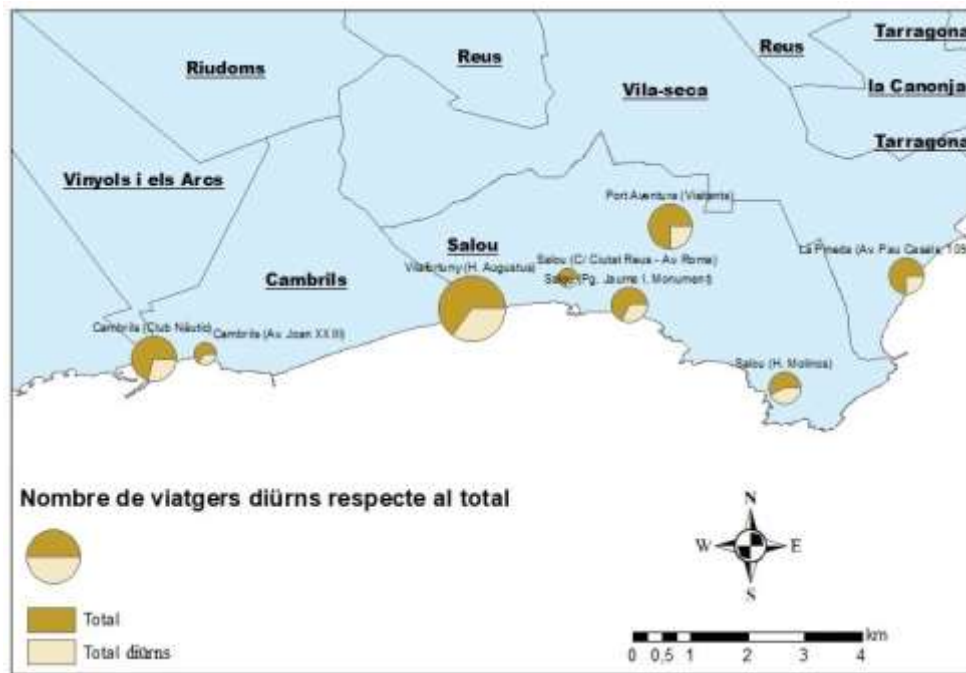 Tarragona
Reus
Reus
Riudoms
Vila-seca
la Canonja
Tarragona
Vinyols i els Arcs
Port Aventura (Visitants)
Salou
La Pineda (Av. Pau Casals, 105
Salou (C/ Ciutat Reus - Av Roma)
Vilafortuny (H. Augustus)
Salou (Pg. Jaume I. Monument)
Cambrils
Cambrils (Club Nàutic)
Cambrils (Av. Joan XXIII)
Salou (H. Molinos)
Nombre de viatgers diürns respecte al total
N
W
E
S
Total
Total diürns
km
0 0,5 1 2 3 4